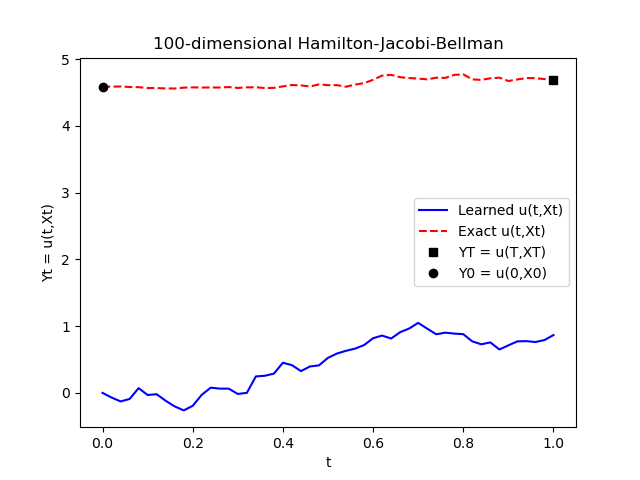 100-dimensional Hamilton-Jacobi-Bellman
Yt = u(t,Xt)
5
4
3
2
1
0
Learned u(t,Xt)
Exact u(t,Xt)
YT = u(T,XT)
Y0 = u(0,X0)
0.0 0.2 0.4 0.6 0.8 1.0
t